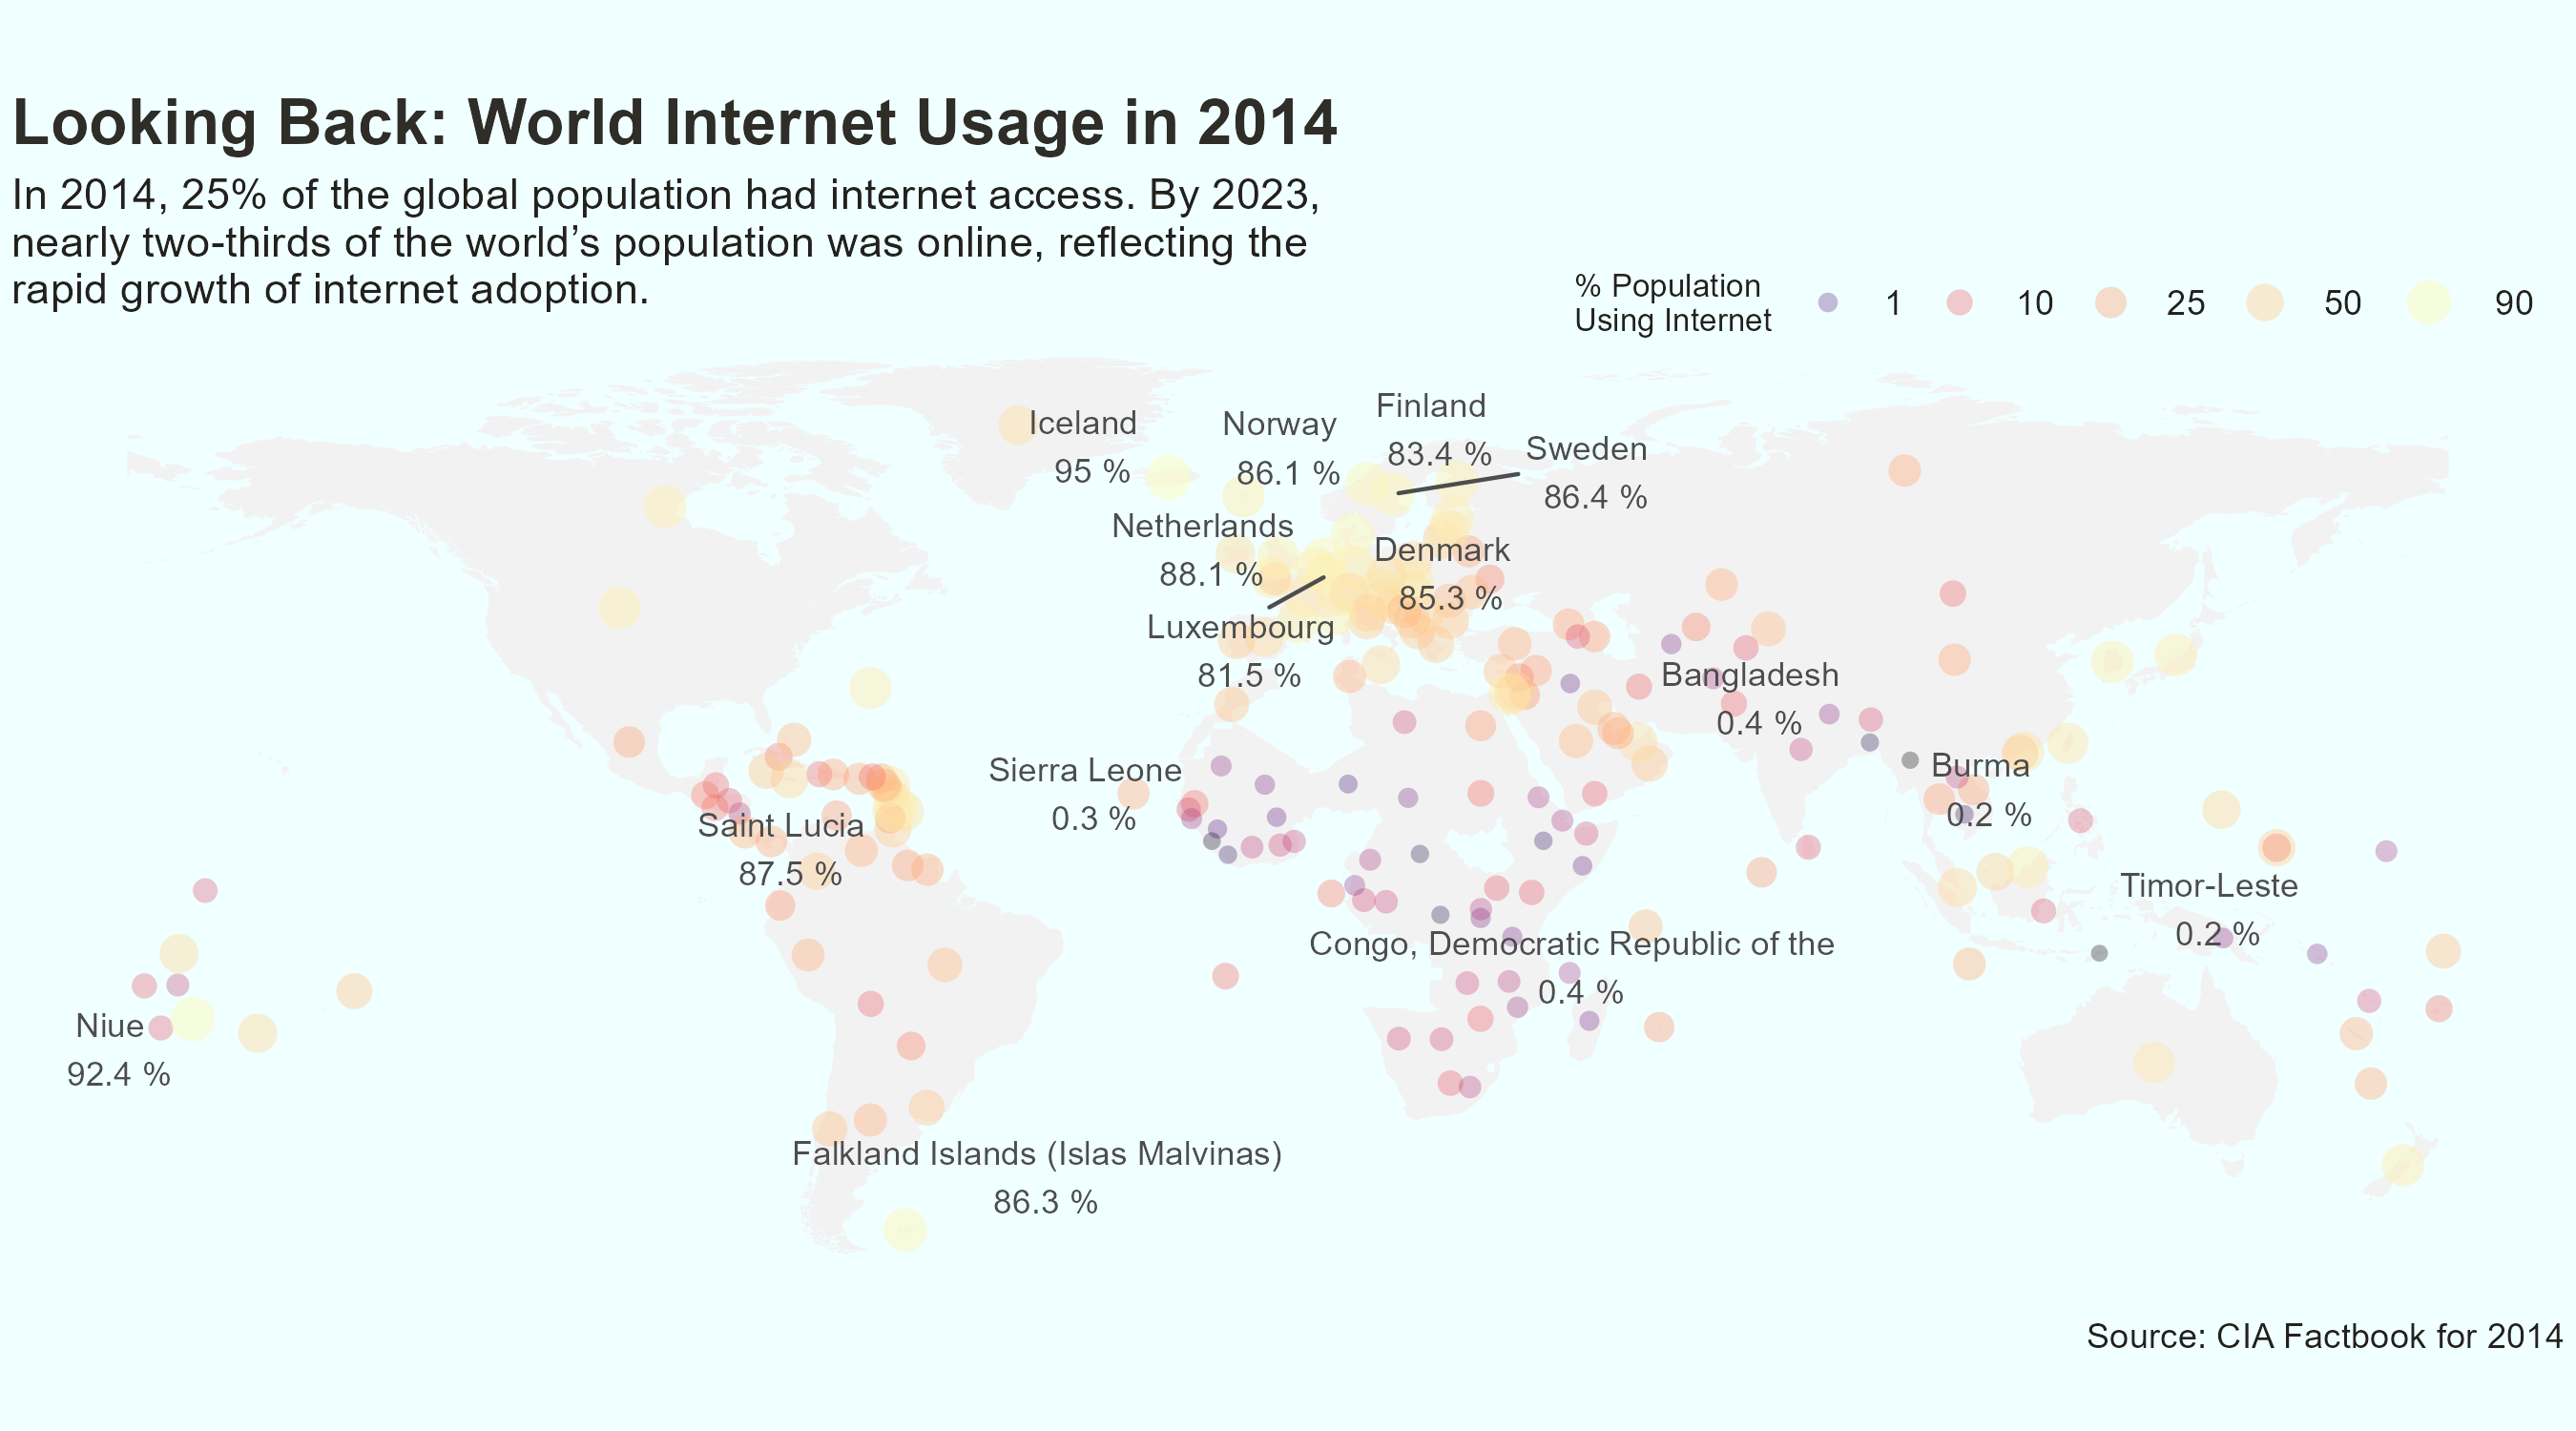 Looking Back: World Internet Usage in 2014
In 2014, 25% of the global population had internet access. By 2023,
nearly two-thirds of the world’s population was online, reflecting the
rapid growth of internet adoption.
% Population
Using Internet
1
10
25
50
90
Finland
83.4 %
Iceland
95 %
Norway
86.1 %
Sweden
86.4 %
Netherlands
88.1 %
Denmark
85.3 %
Luxembourg
81.5 %
Bangladesh
0.4 %
Sierra Leone
0.3 %
Burma
0.2 %
Saint Lucia
87.5 %
Timor-Leste
0.2 %
Congo, Democratic Republic of the
0.4 %
Niue
92.4 %
Falkland Islands (Islas Malvinas)
86.3 %
Source: CIA Factbook for 2014